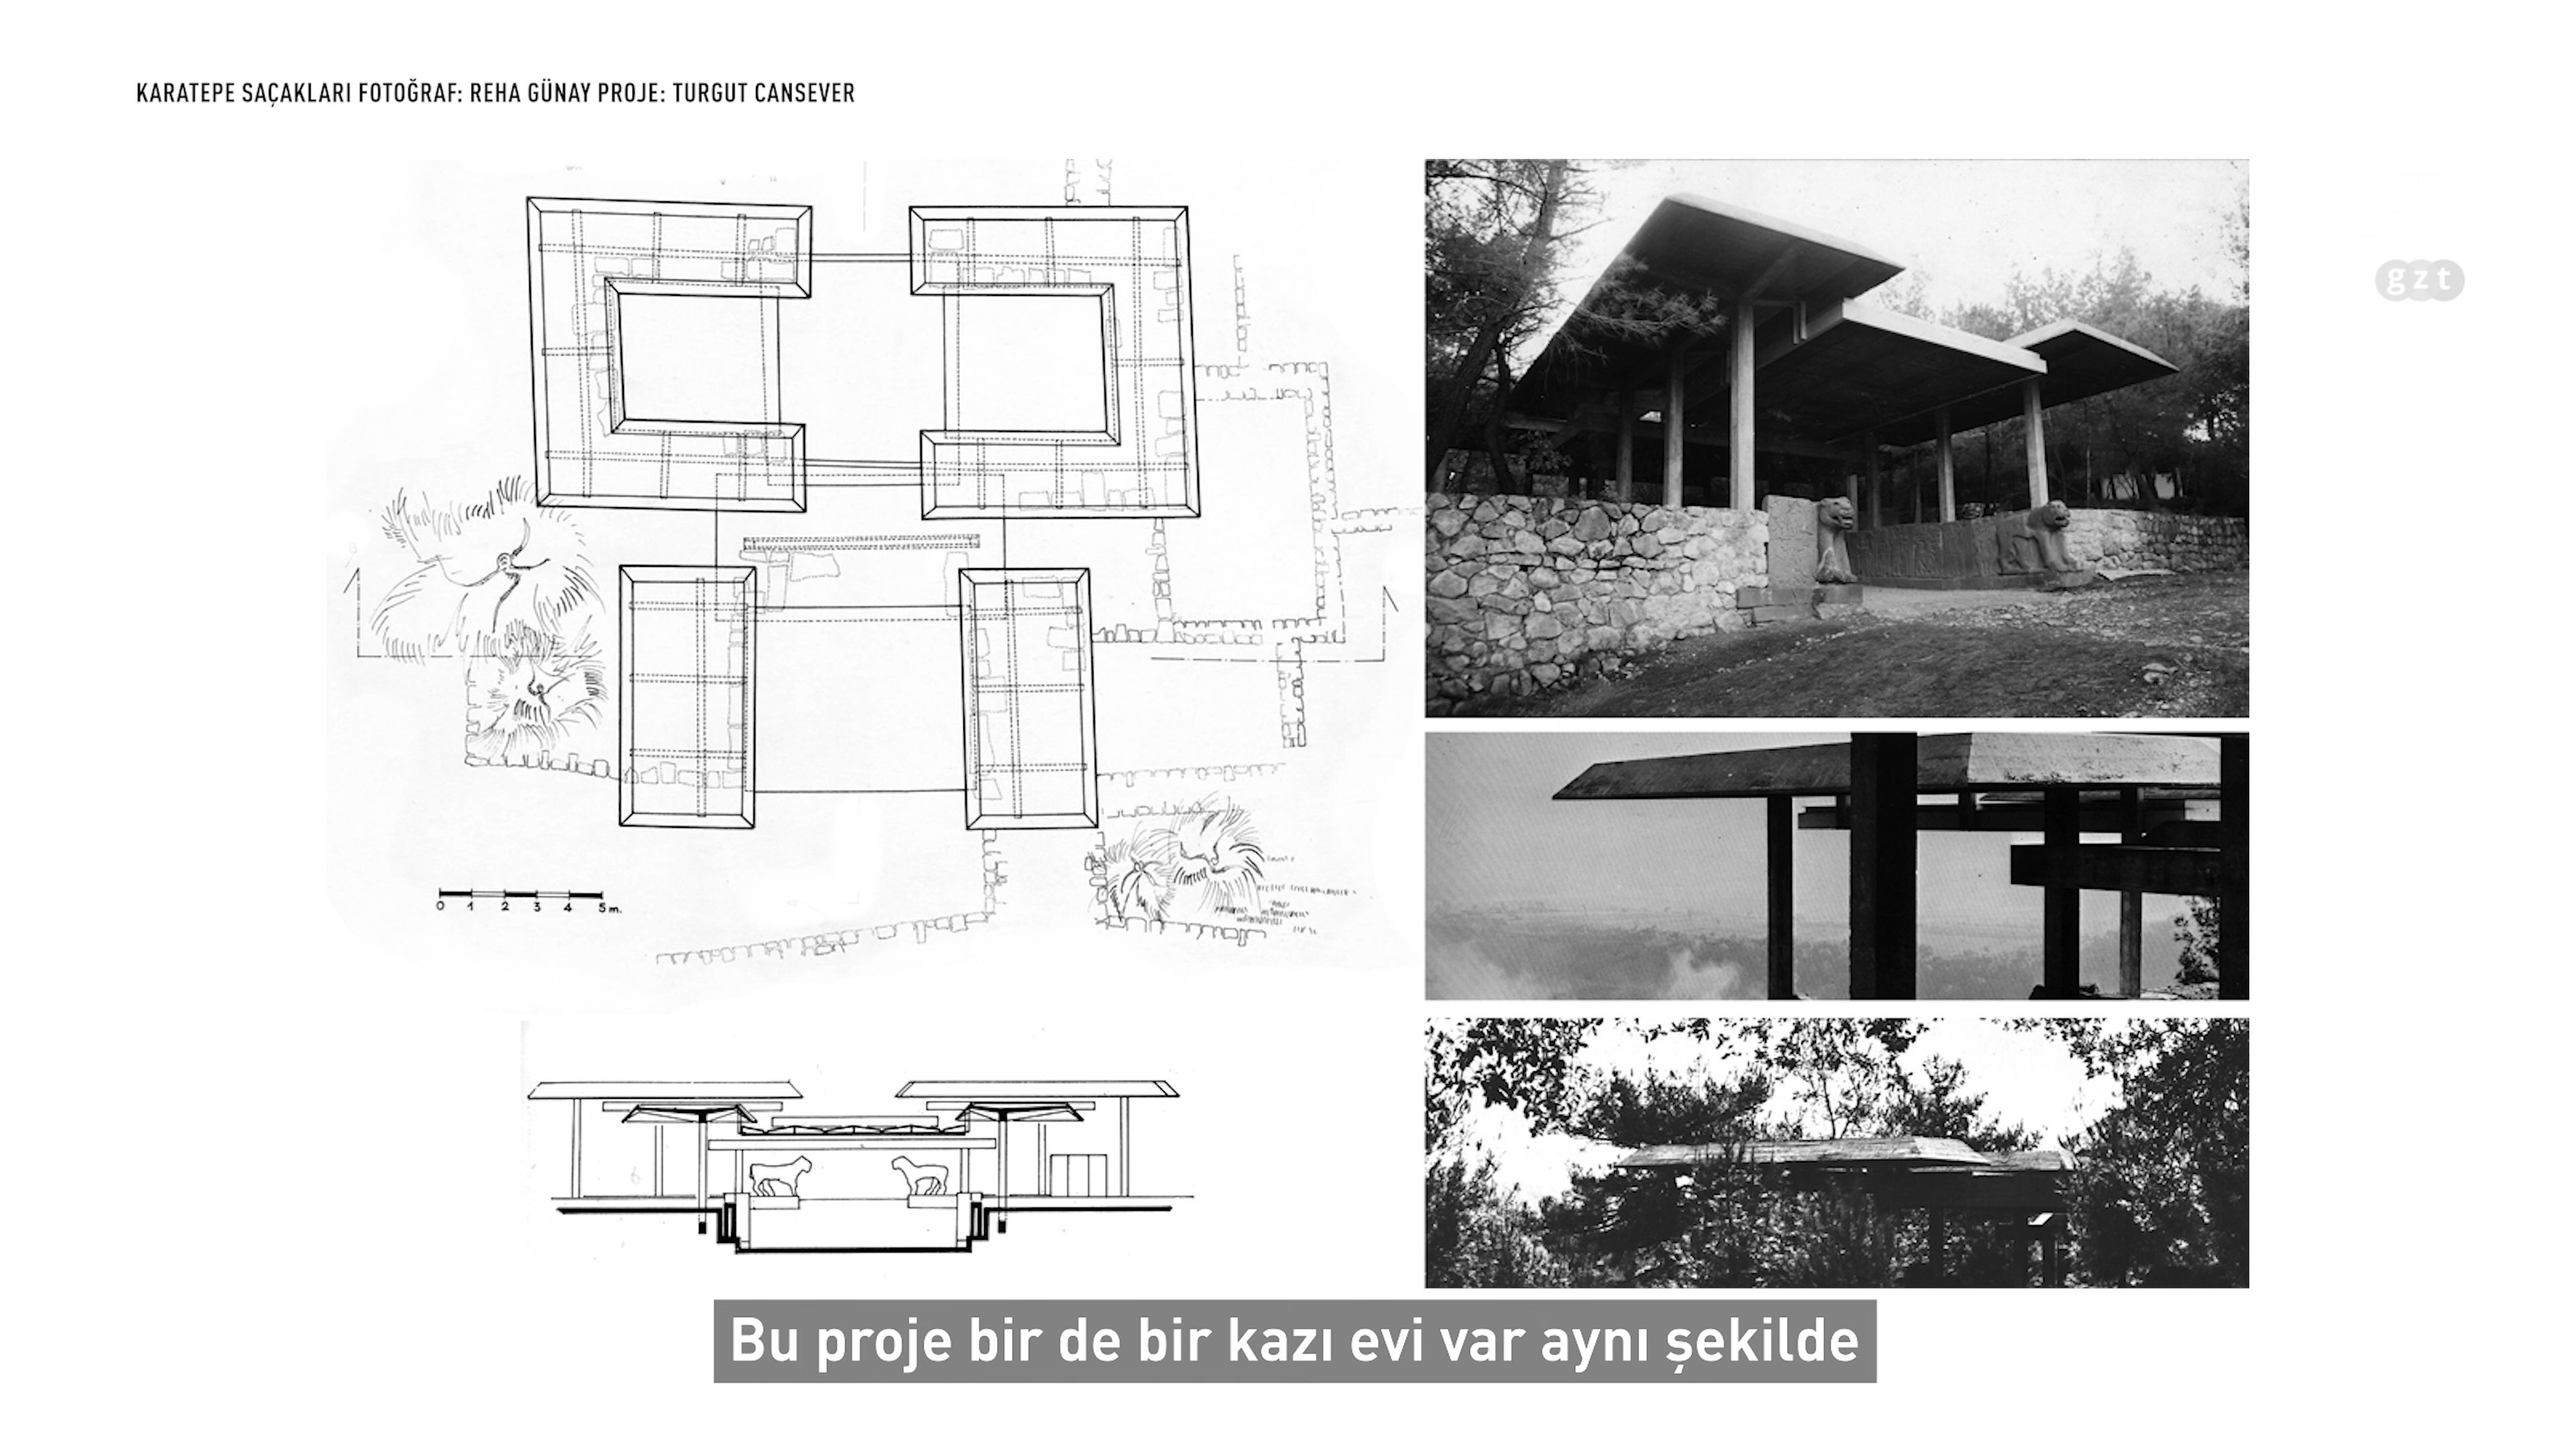 KARATEPE SAÇAKLARI FOTOĞRAF: REHA GÜNAY PROJE: TURGUT CANSEVER
gzt
0 1 2 3 4 5 m.
Bu proje bir de bir kazı evi var aynı şekilde